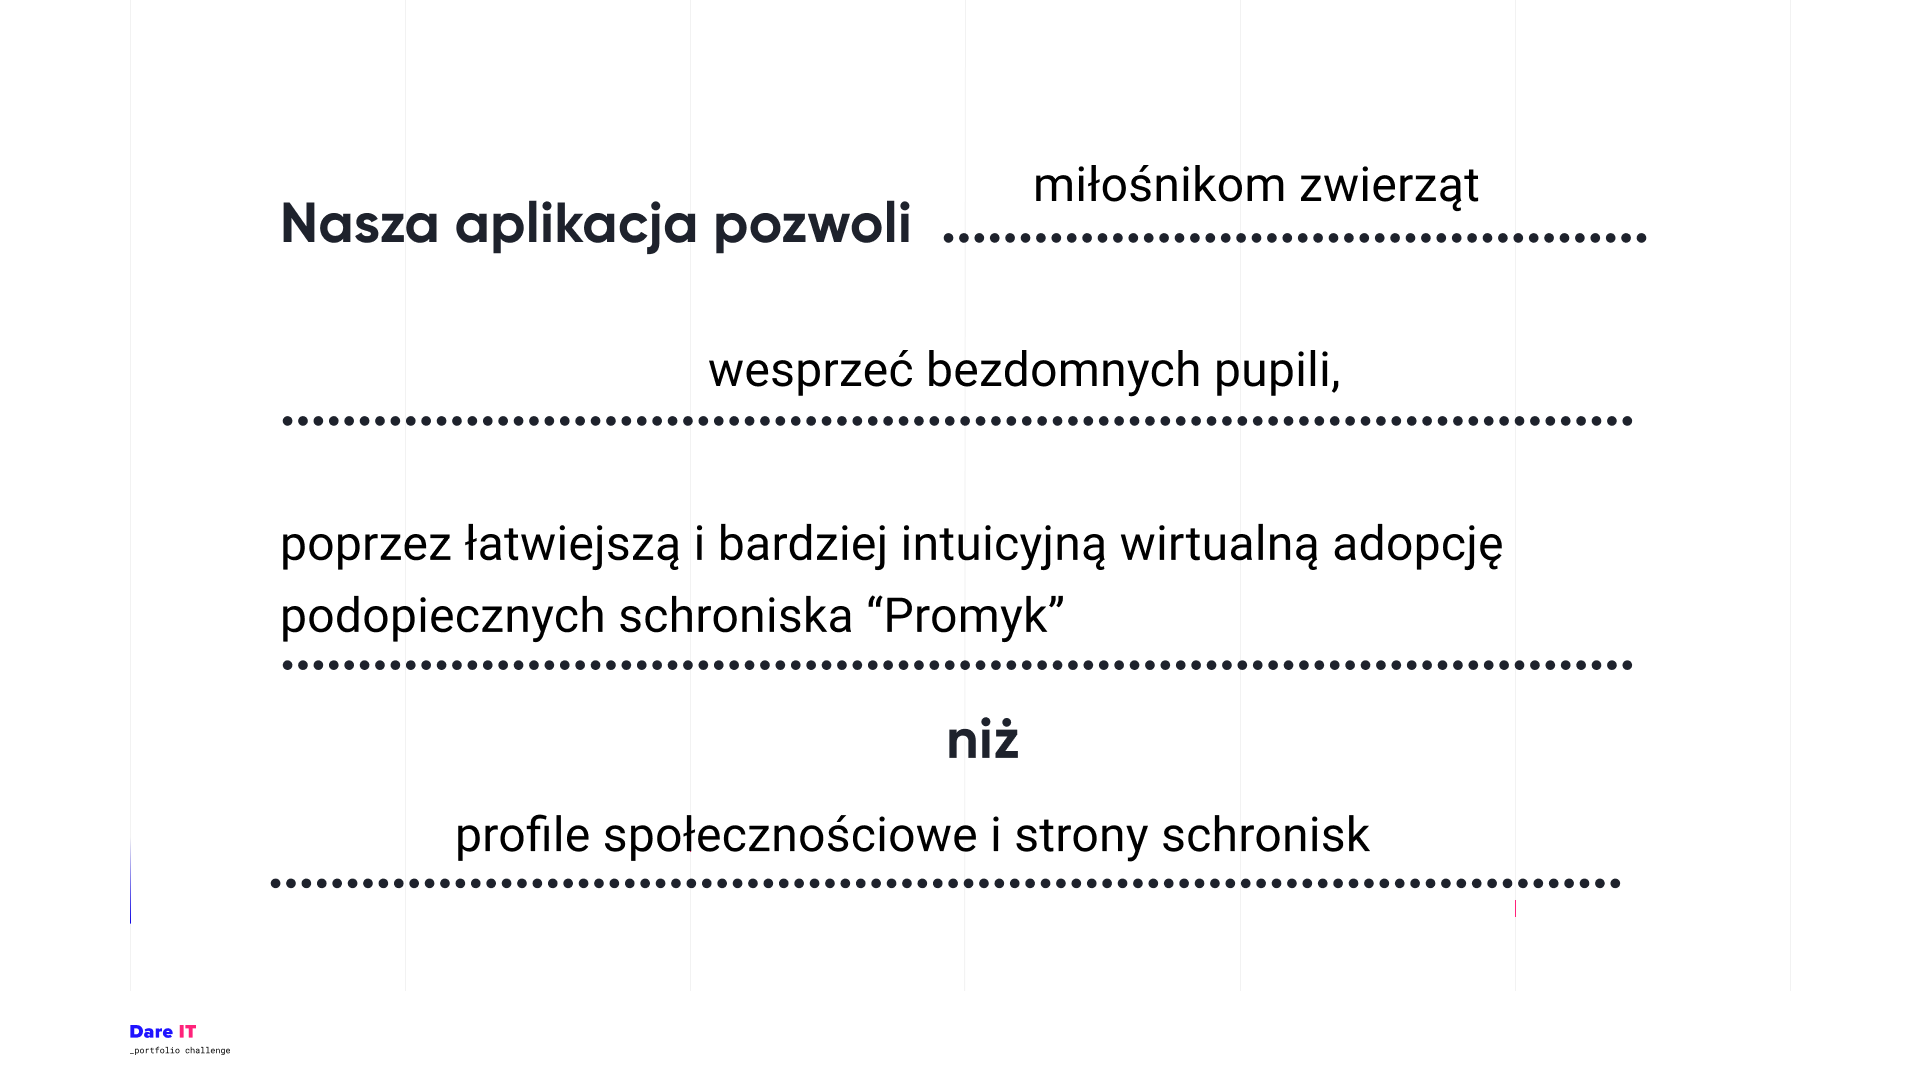 Nasza aplikacja pozwoli miłośnikom zwierząt
wesprzeć bezdomnych pupili,
poprzez łatwiejszą i bardziej intuicyjną wirtualną adopcję
podopiecznych schroniska “Promyk”
niż
profile społecznościowe i strony schronisk
Dare IT
_portfolio challenge